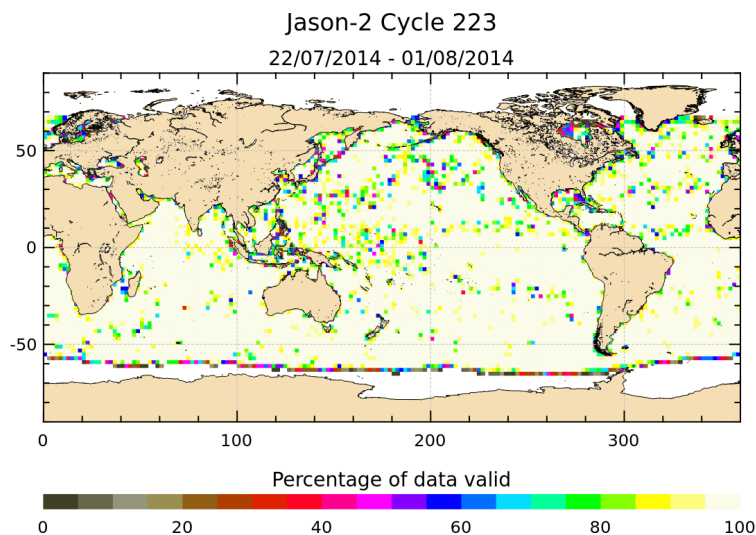 Jason-2 Cycle 223
22/07/2014 - 01/08/2014
50
0
-50
0 100 200 300
Percentage of data valid
0 20 40 60 80 100